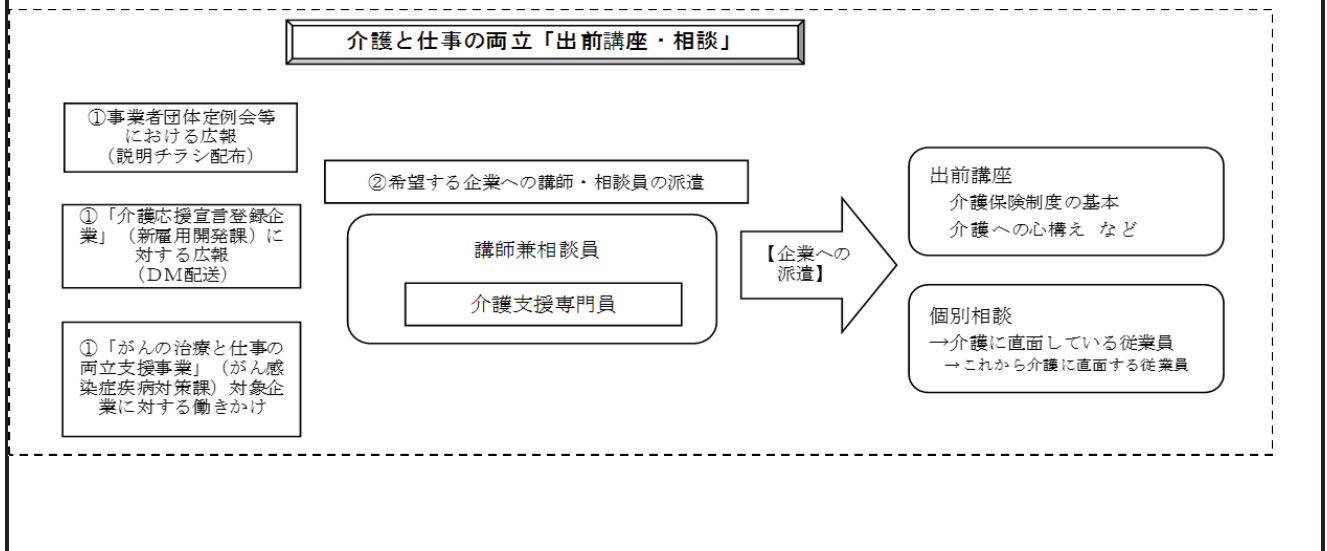 介護と仕事の両立「出前講座・相談」
①事業者団体定例会等
における広報
（説明チラシ配布）
①「介護応援宣言登録企
業」（新雇用開発課）に
対する広報
（ＤＭ配送）
①「がんの治療と仕事の
両立支援事業」（がん感
染症疾病対策課）対象企
業に対する働きかけ
②希望する企業への講師・相談員の派遣
講師兼相談員
介護支援専門員
【企業への
派遣】
出前講座
介護保険制度の基本
介護への心構え など
個別相談
→介護に直面している従業員
→これから介護に直面する従業員